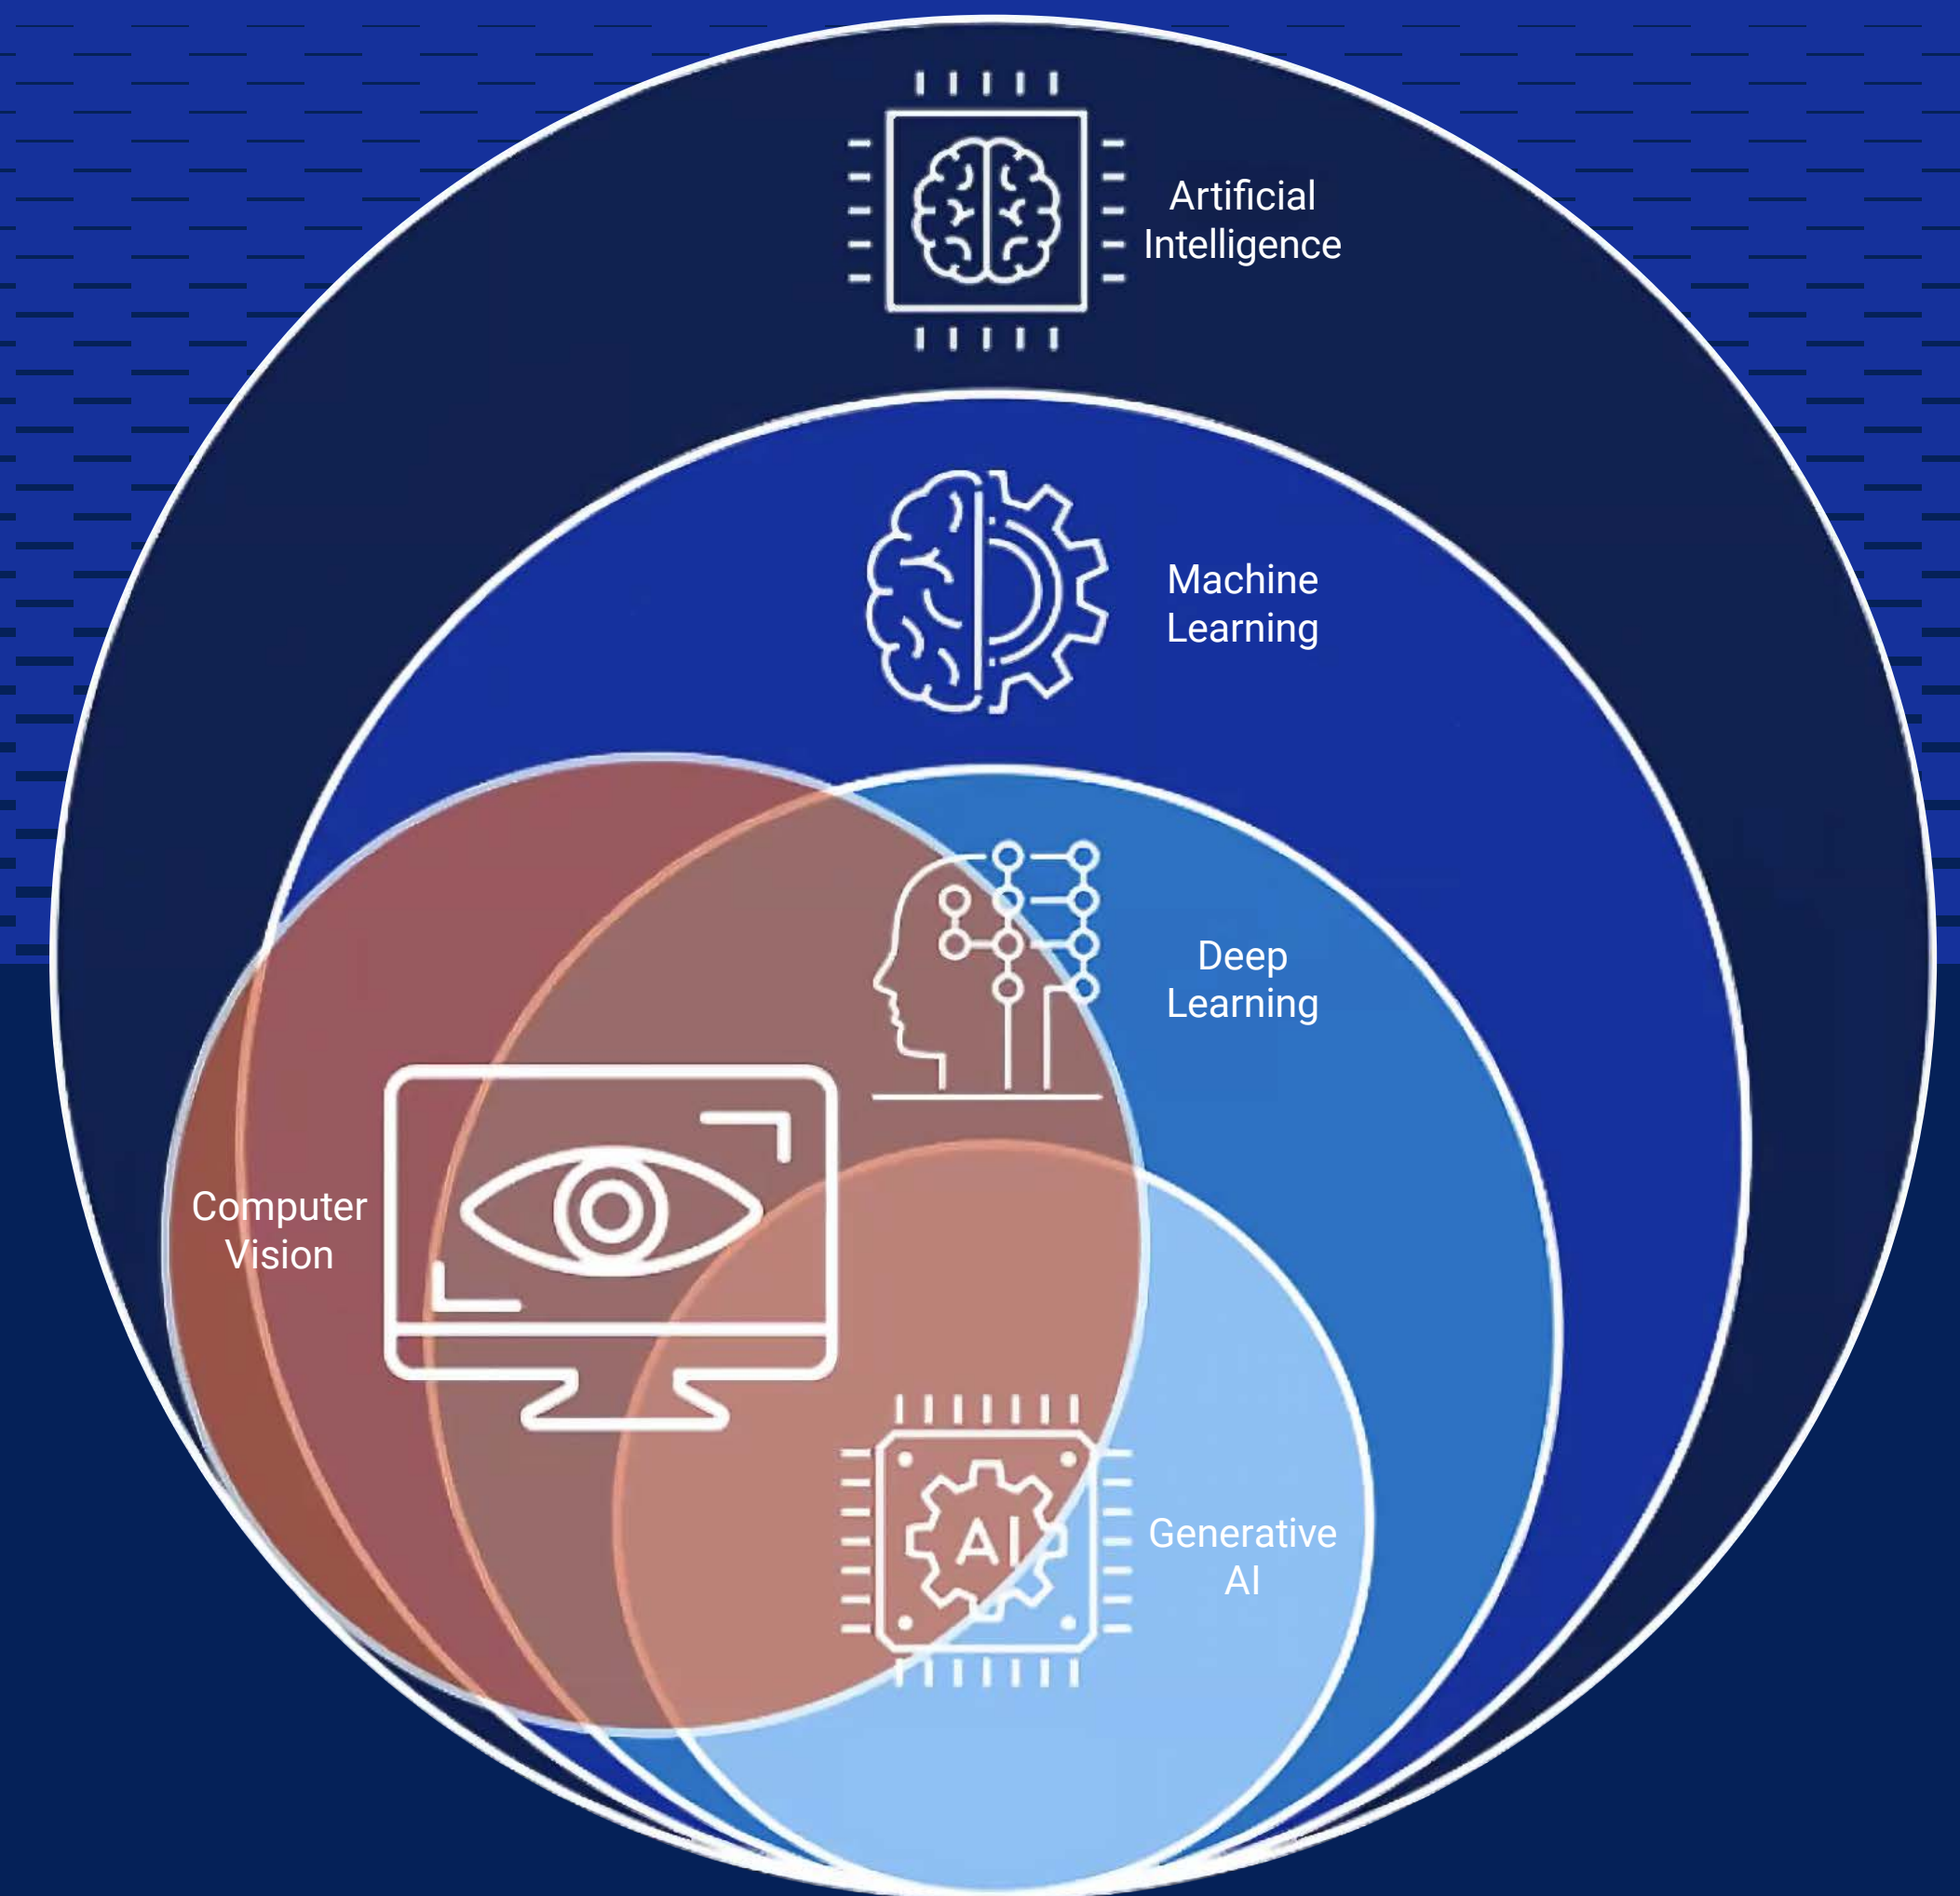 Artificial
Intelligence
Machine
Learning
Deep
Learning
Computer
Vision
AI
Generative
AI